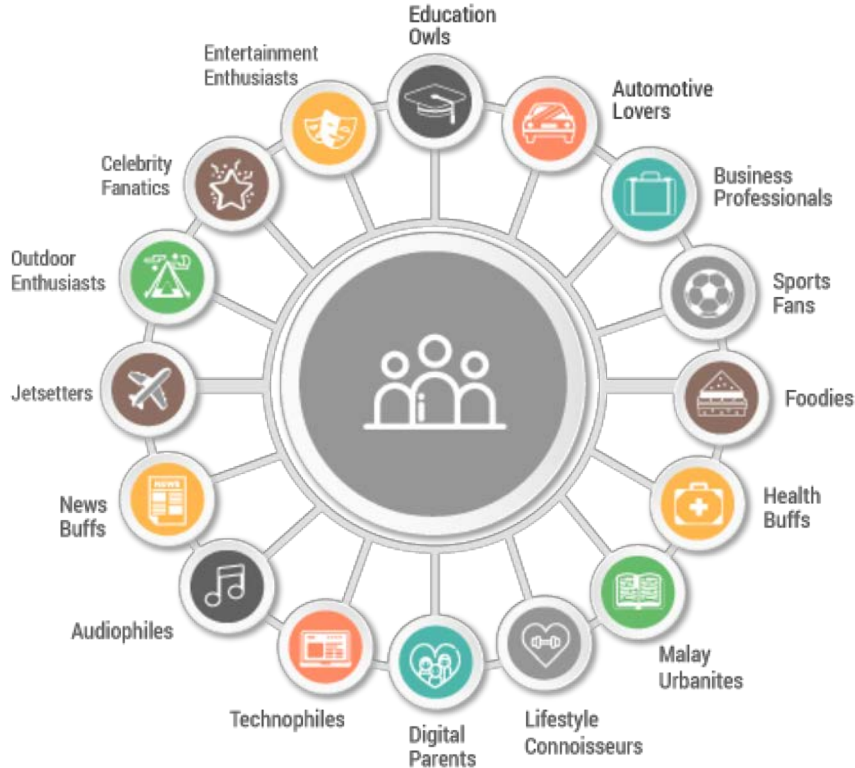 Education
Owls
Automotive
Lovers
Business
Professionals
Sports
Fans
Foodies
Health
Buffs
Malay
Urbanites
Lifestyle
Connoisseurs
Digital
Parents
Technophiles
Audiophiles
News
Buffs
NEWS
Jetsetters
Outdoor
Enthusiasts
Celebrity
Fanatics
Entertainment
Enthusiasts